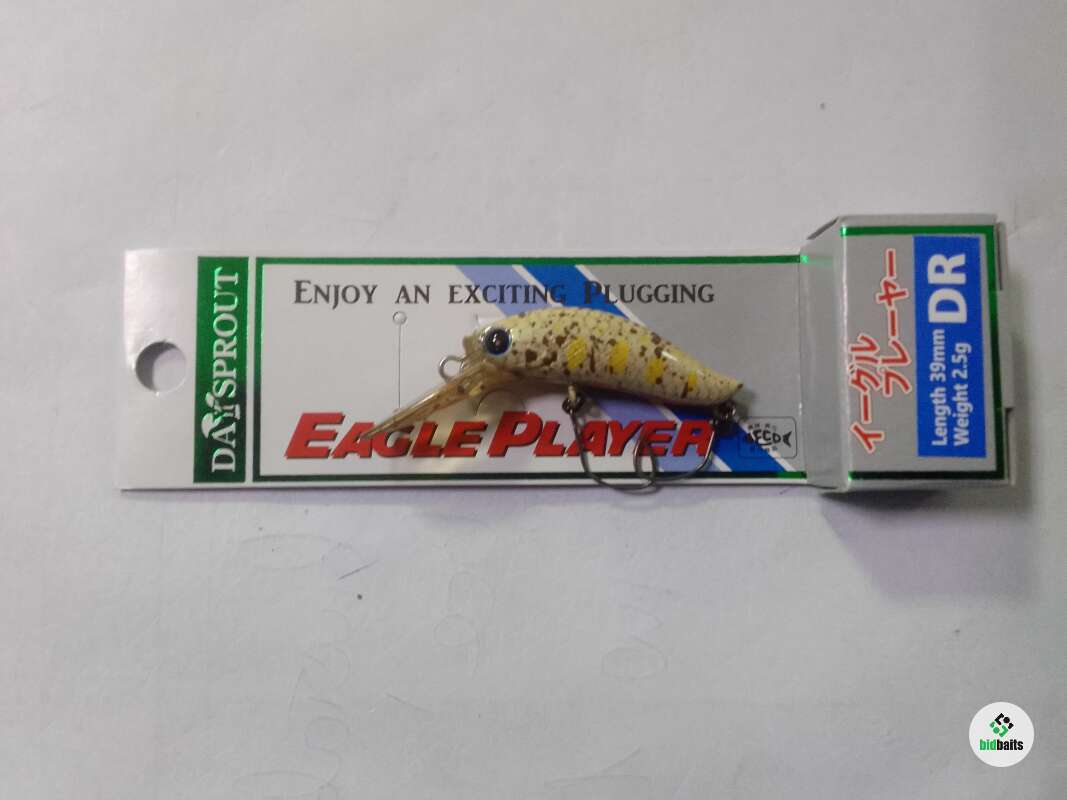 DAYSPROUT
ENJOY AN EXCITING PLUGGING
EAGLE PLAYER
イーグル
プレーヤー
Length 39mm
Weight 2.5g
DR
bidbaits